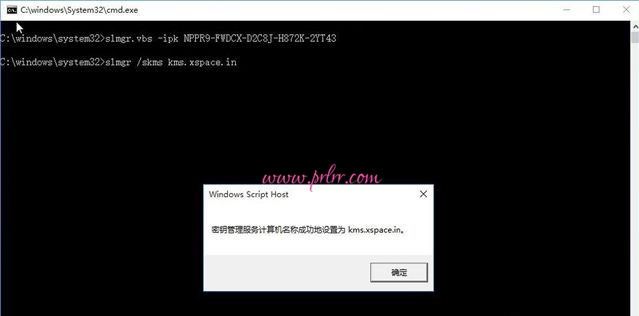 C:\windows\System32\cmd.exe
C:\windows\system32>slmgr.vbs -ipk NPPR9-FWDCX-D2C8J-H872K-2YT43
C:\windows\system32>slmgr /skms kms.xspace.in
www.prlrr.com
Windows Script Host
密钥管理服务计算机名称成功地设置为 kms.xspace.in。
确定